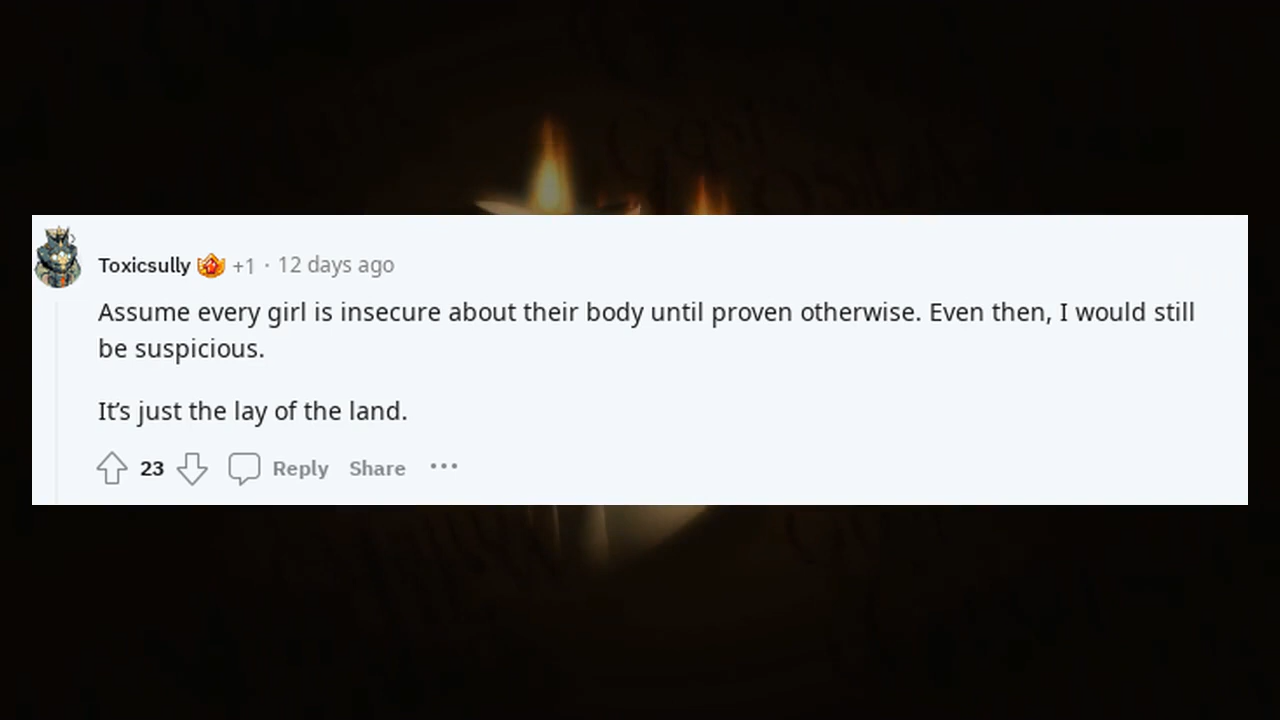 Toxicsully +1 · 12 days ago
Assume every girl is insecure about their body until proven otherwise. Even then, I would still
be suspicious.
It’s just the lay of the land.
23 Reply Share ···